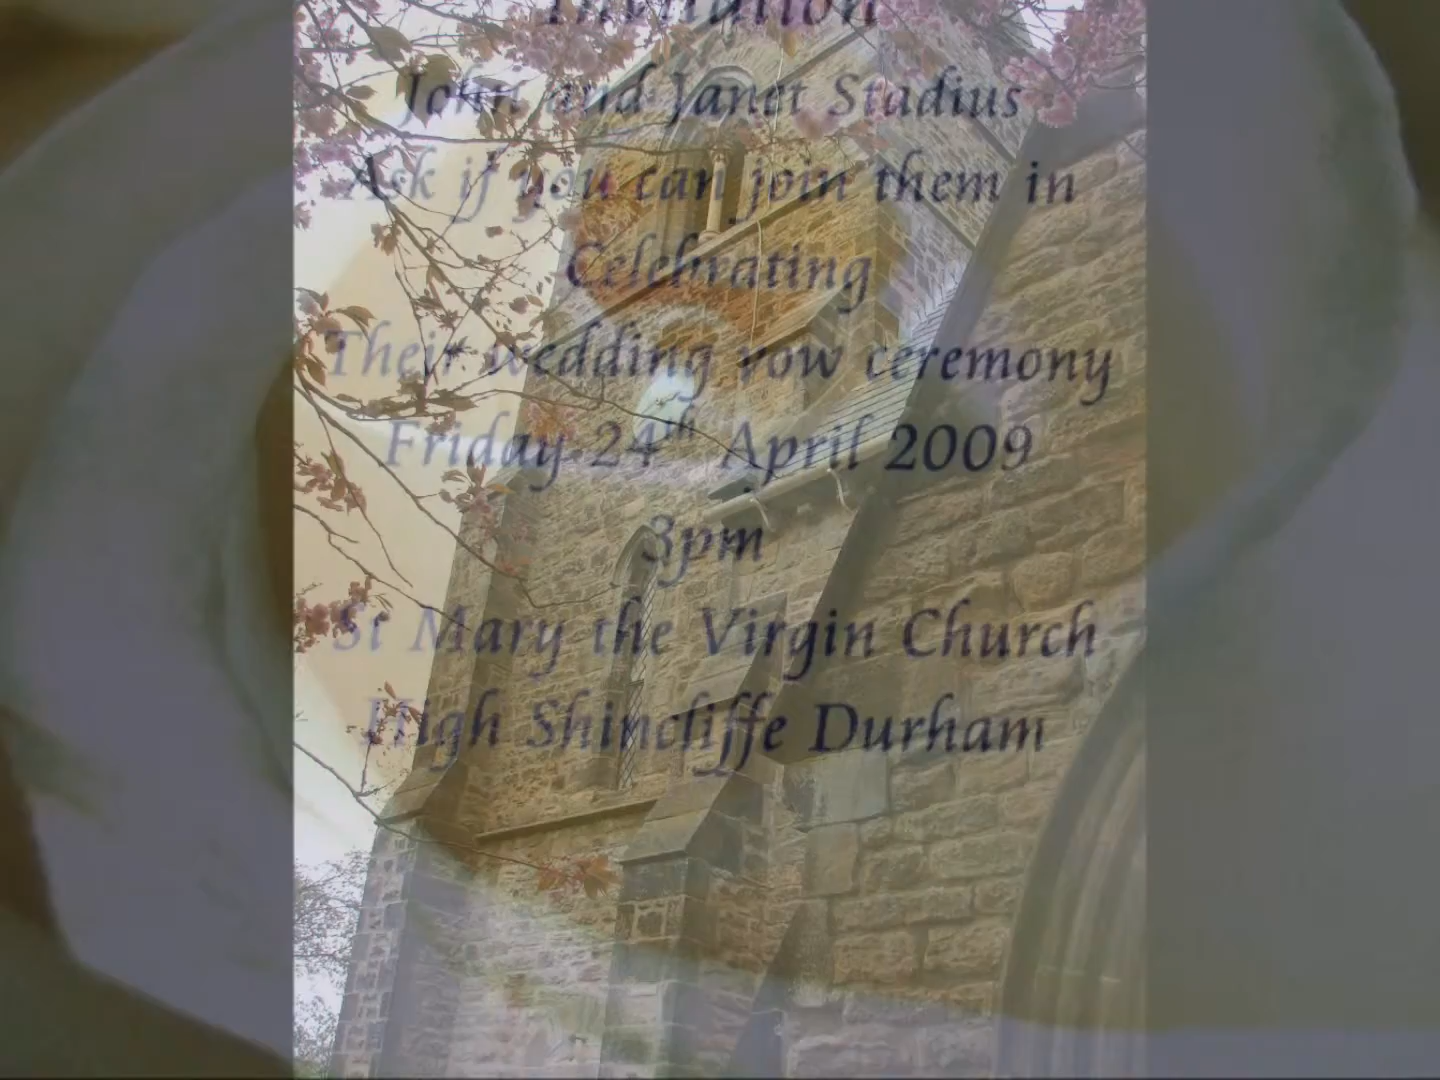 Invitation
John and Janet Stadius
Ask if you can join them in
Celebrating
Their wedding vow ceremony
Friday 24th April 2009
3pm
St Mary the Virgin Church
High Shincliffe Durham